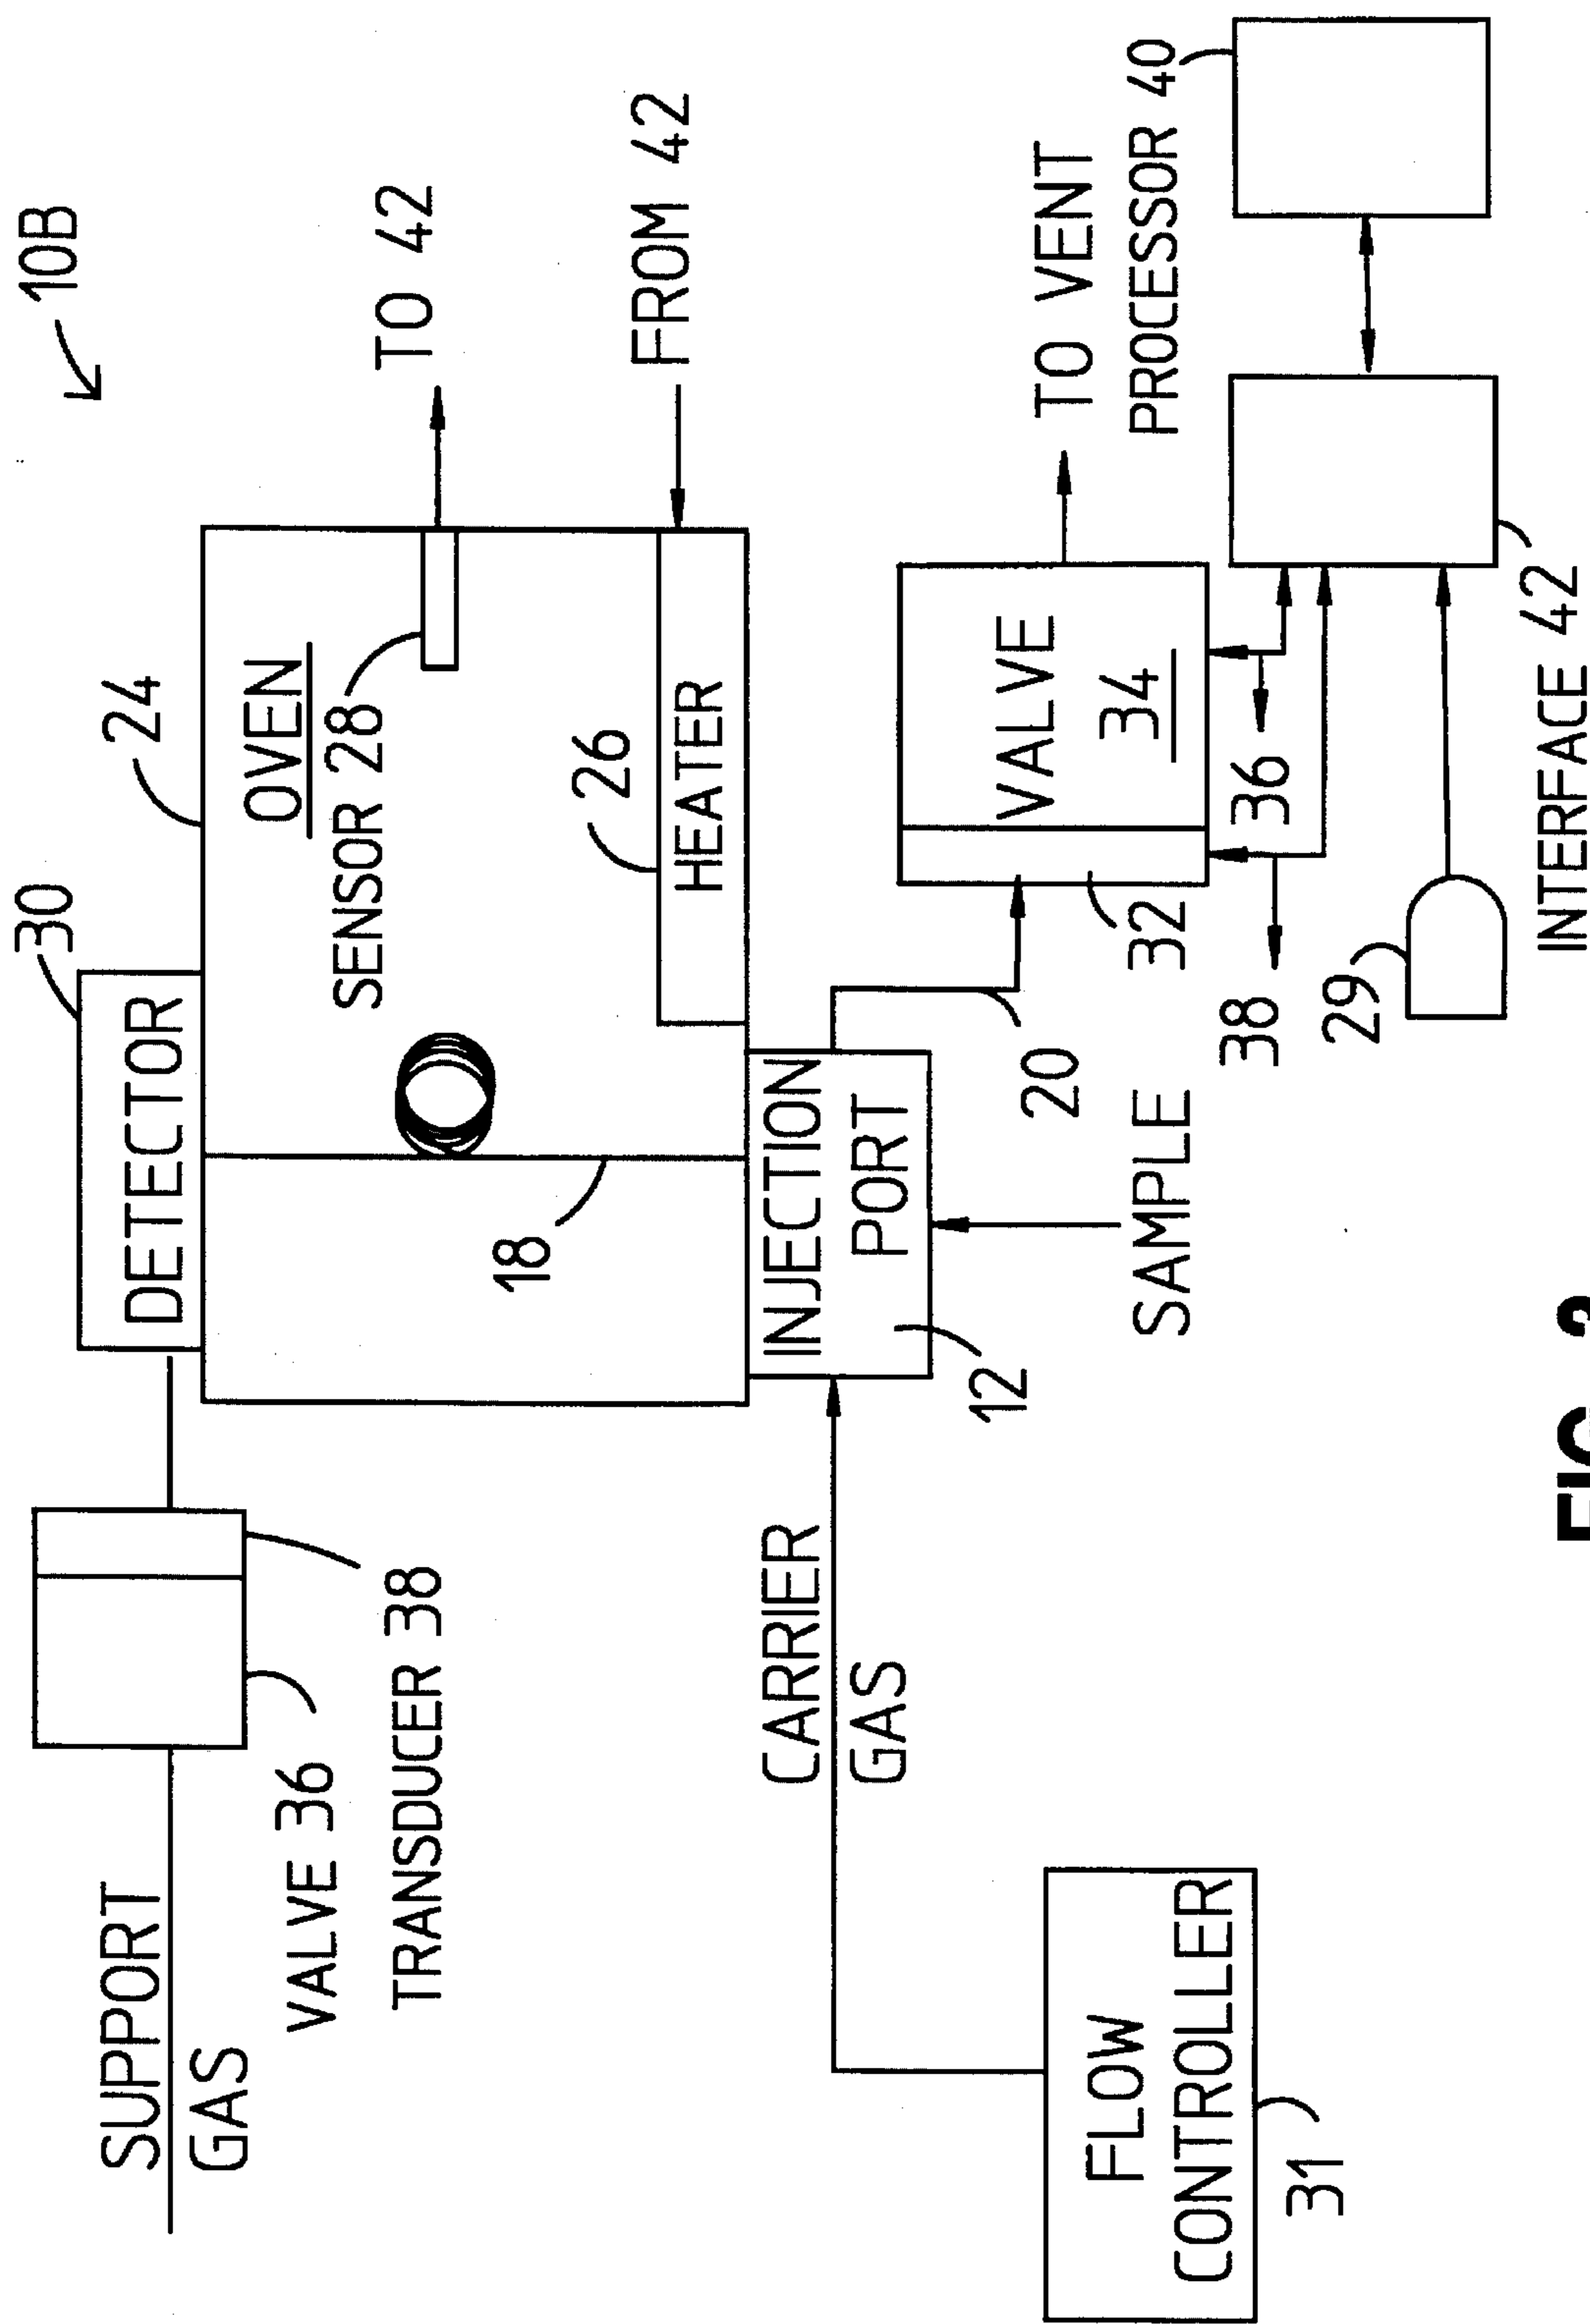 10B
SUPPORT
GAS
VALVE 36
TRANSDUCER 38
30
DETECTOR
24
OVEN
SENSOR 28
TO 42
18
26
HEATER
FROM 42
CARRIER
GAS
INJECTION
PORT
12
SAMPLE
20
VALVE
34
32
TO VENT
PROCESSOR 40
36
38
29
INTERFACE 42
FLOW
CONTROLLER
31